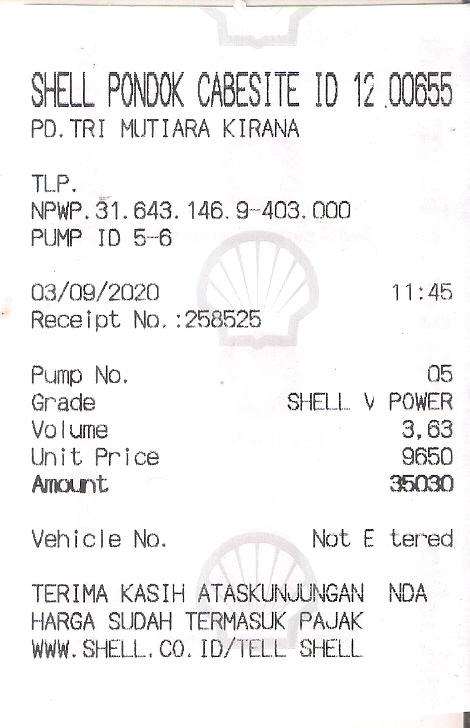 SHELL PONDOK CABESITE ID 12 00655
PD.TRI MUTIARA KIRANA
TLP.
NPWP.31.643.146.9-403.000
PUMP ID 5-6
03/09/2020 11:45
Receipt No.:258525
Pump No. 05
Grade SHELL V POWER
Volume 3,63
Unit Price 9650
Amount 35030
Vehicle No. Not E tered
TERIMA KASIH ATASKUNJUNGAN NDA
HARGA SUDAH TERMASUK PAJAK
WWW.SHELL.CO.ID/TELL SHELL